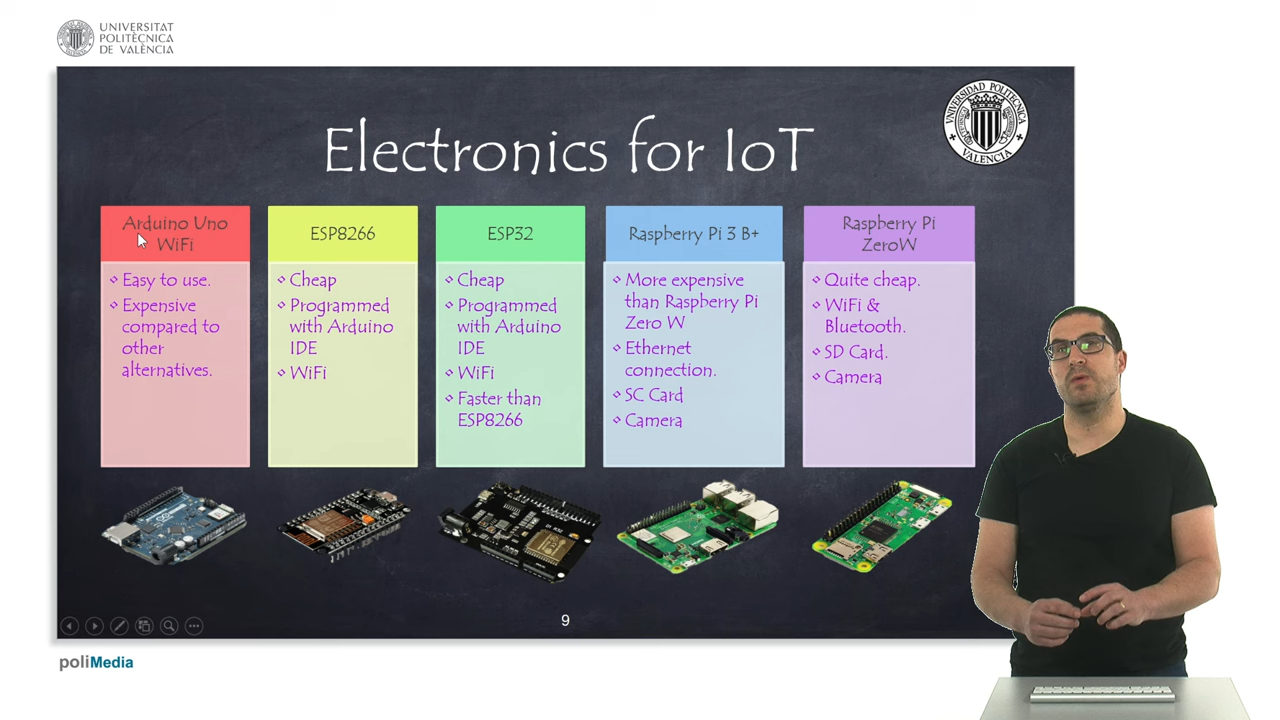 UNIVERSITAT
POLITÈCNICA
DE VALÈNCIA
Electronics for IoT
UNIVERSIDAD POLITECNICA
VALENCIA
Arduino Uno
WiFi
Easy to use.
Expensive
compared to
other
alternatives.
ESP8266
Cheap
Programmed
with Arduino
IDE
WiFi
ESP32
Cheap
Programmed
with Arduino
IDE
WiFi
Faster than
ESP8266
Raspberry Pi 3 B+
More expensive
than Raspberry Pi
Zero W
Ethernet
connection.
SC Card
Camera
Raspberry Pi
ZeroW
Quite cheap.
WiFi &
Bluetooth.
SD Card.
Camera
9
poliMedia